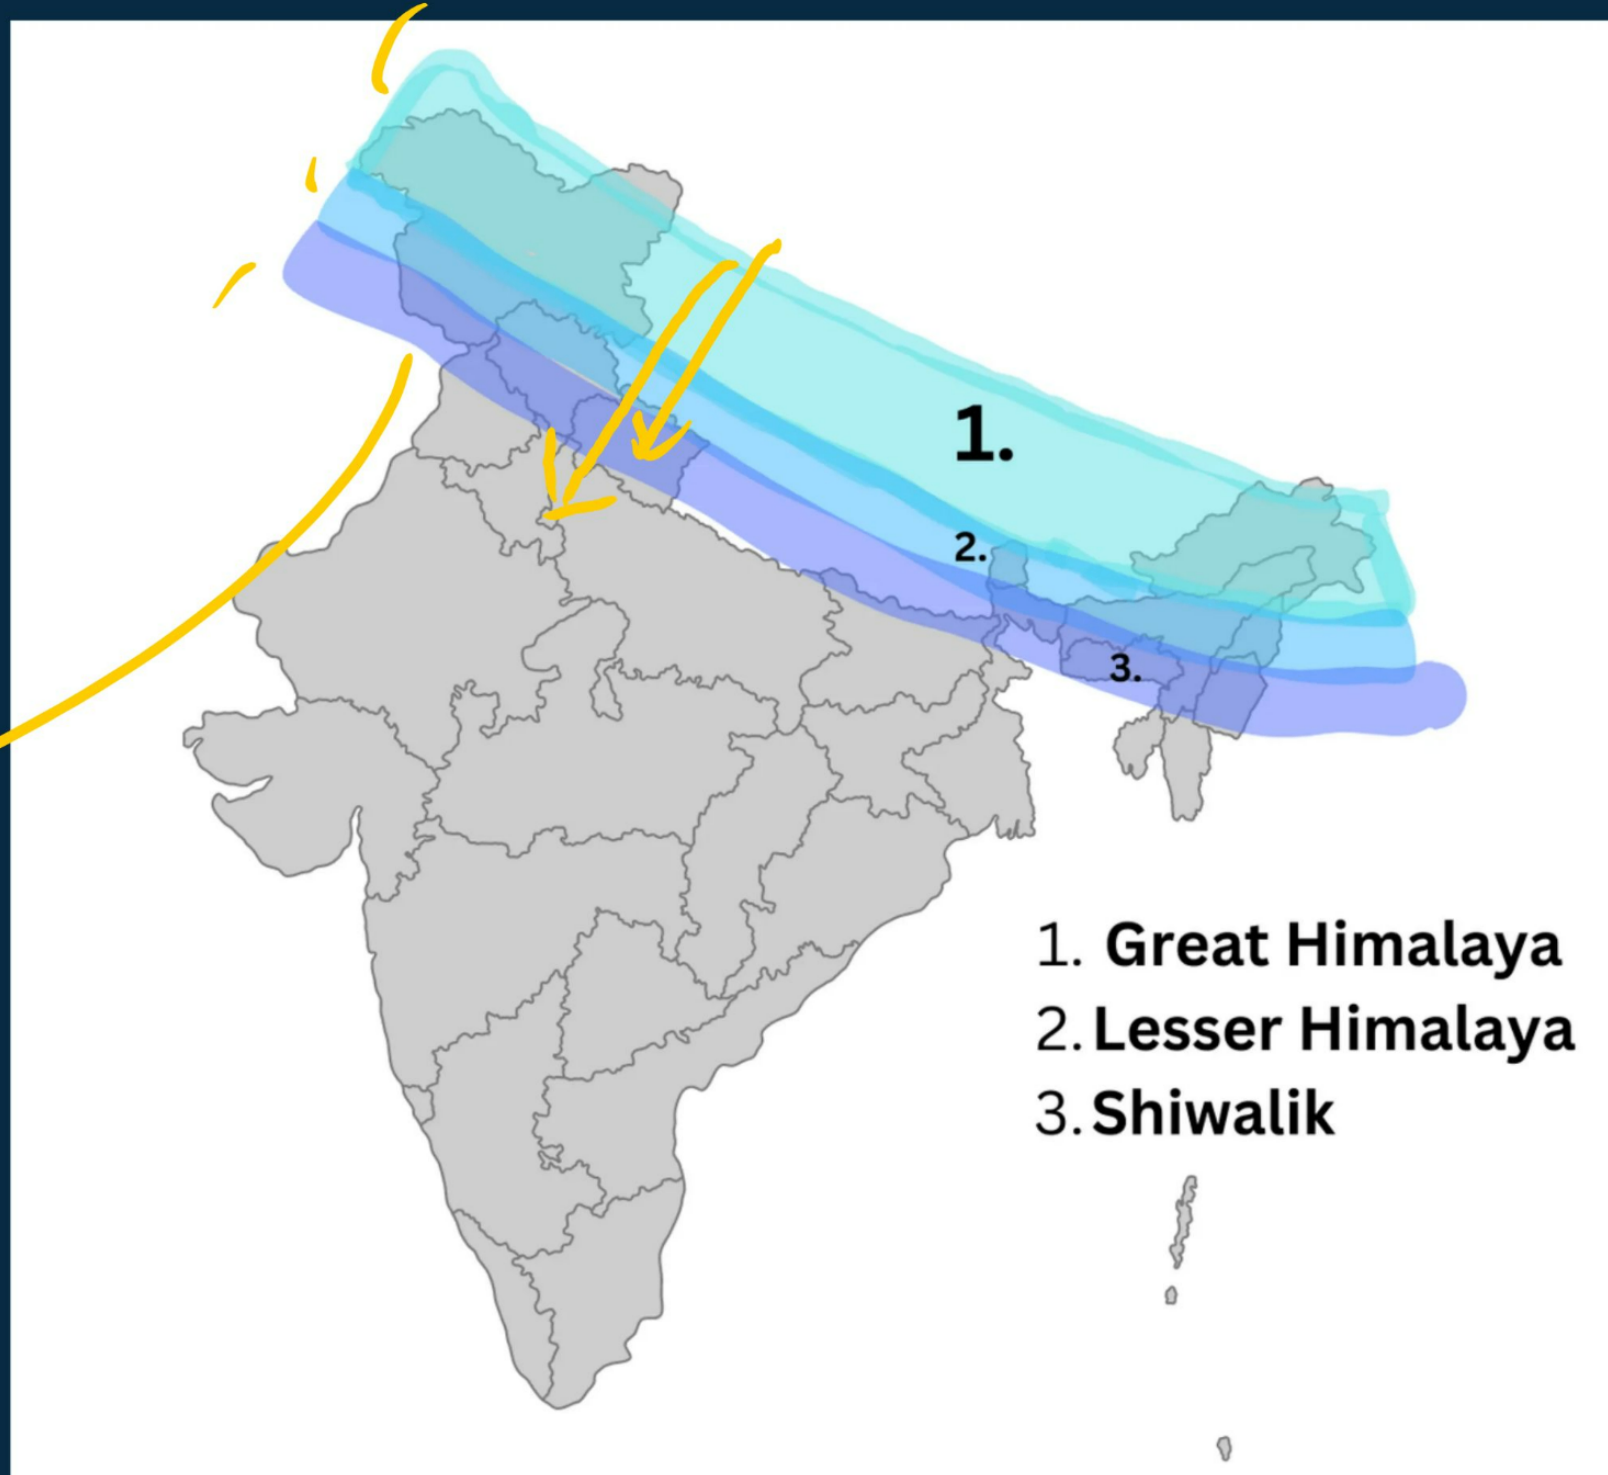 1.
2.
3.
1. Great Himalaya
2. Lesser Himalaya
3. Shiwalik